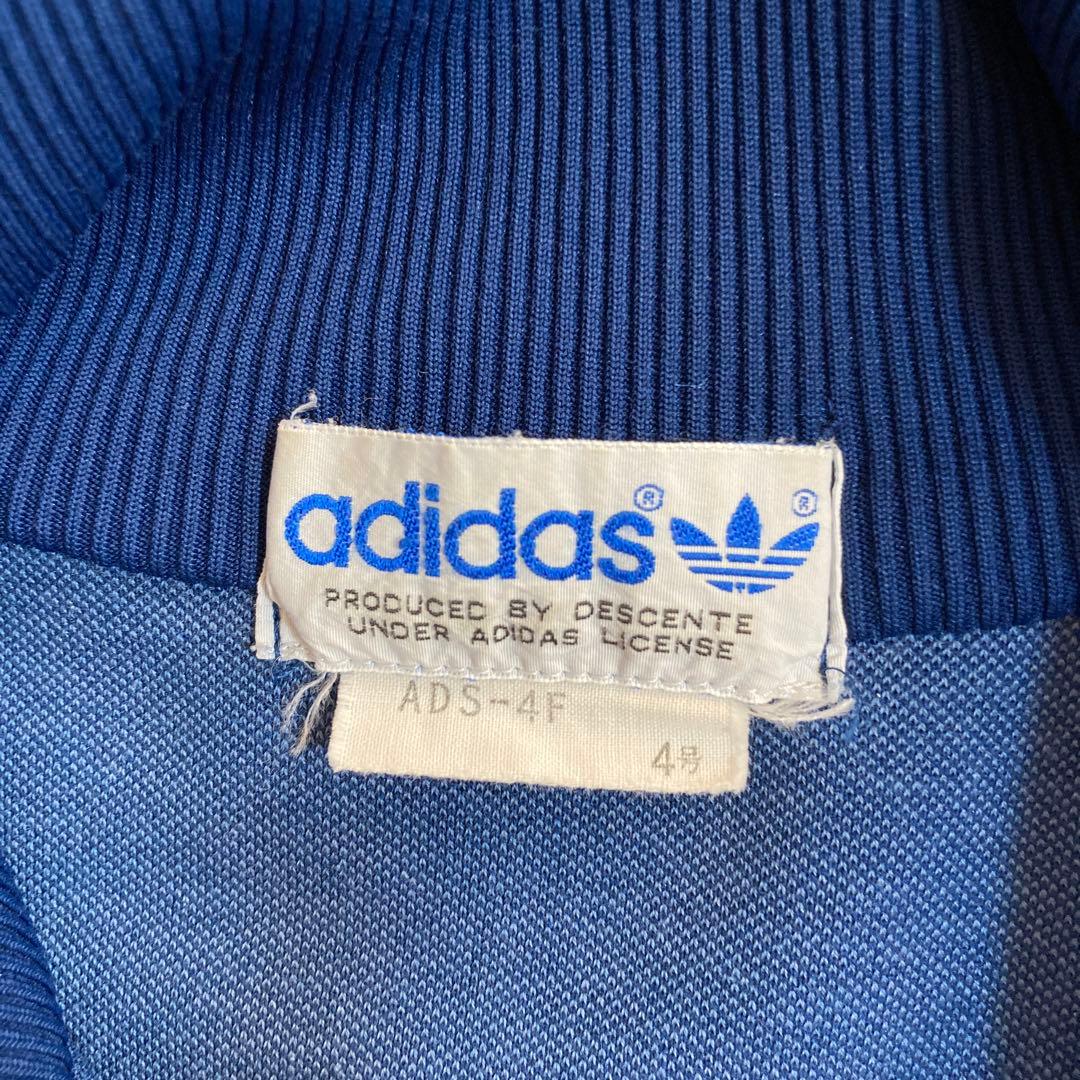 adidas®
®
PRODUCED BY DESCENTE
UNDER ADIDAS LICENSE
ADS-4F
4号